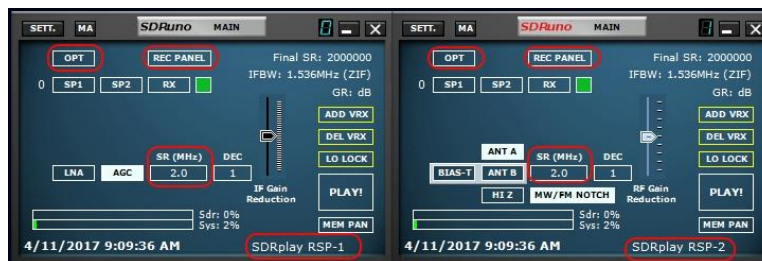 SETT. MA SDRuno MAIN
OPT REC PANEL Final SR: 2000000
IFBW: 1.536MHz (ZIF)
0 SP1 SP2 RX GR: dB
ADD VRX
DEL VRX
SR (MHz) DEC LO LOCK
LNA AGC 2.0 1
IF Gain
Reduction PLAY!
Sdr: 0%
Sys: 2% MEM PAN
4/11/2017 9:09:36 AM SDRplay RSP-1
SETT. MA SDRuno MAIN
OPT REC PANEL Final SR: 2000000
IFBW: 1.536MHz (ZIF)
0 SP1 SP2 RX GR: dB
ADD VRX
DEL VRX
ANT A SR (MHz) DEC LO LOCK
BIAS-T ANT B 2.0 1
HI Z MW/FM NOTCH RF Gain
Reduction PLAY!
Sdr: 0%
Sys: 2% MEM PAN
4/11/2017 9:09:36 AM SDRplay RSP-2